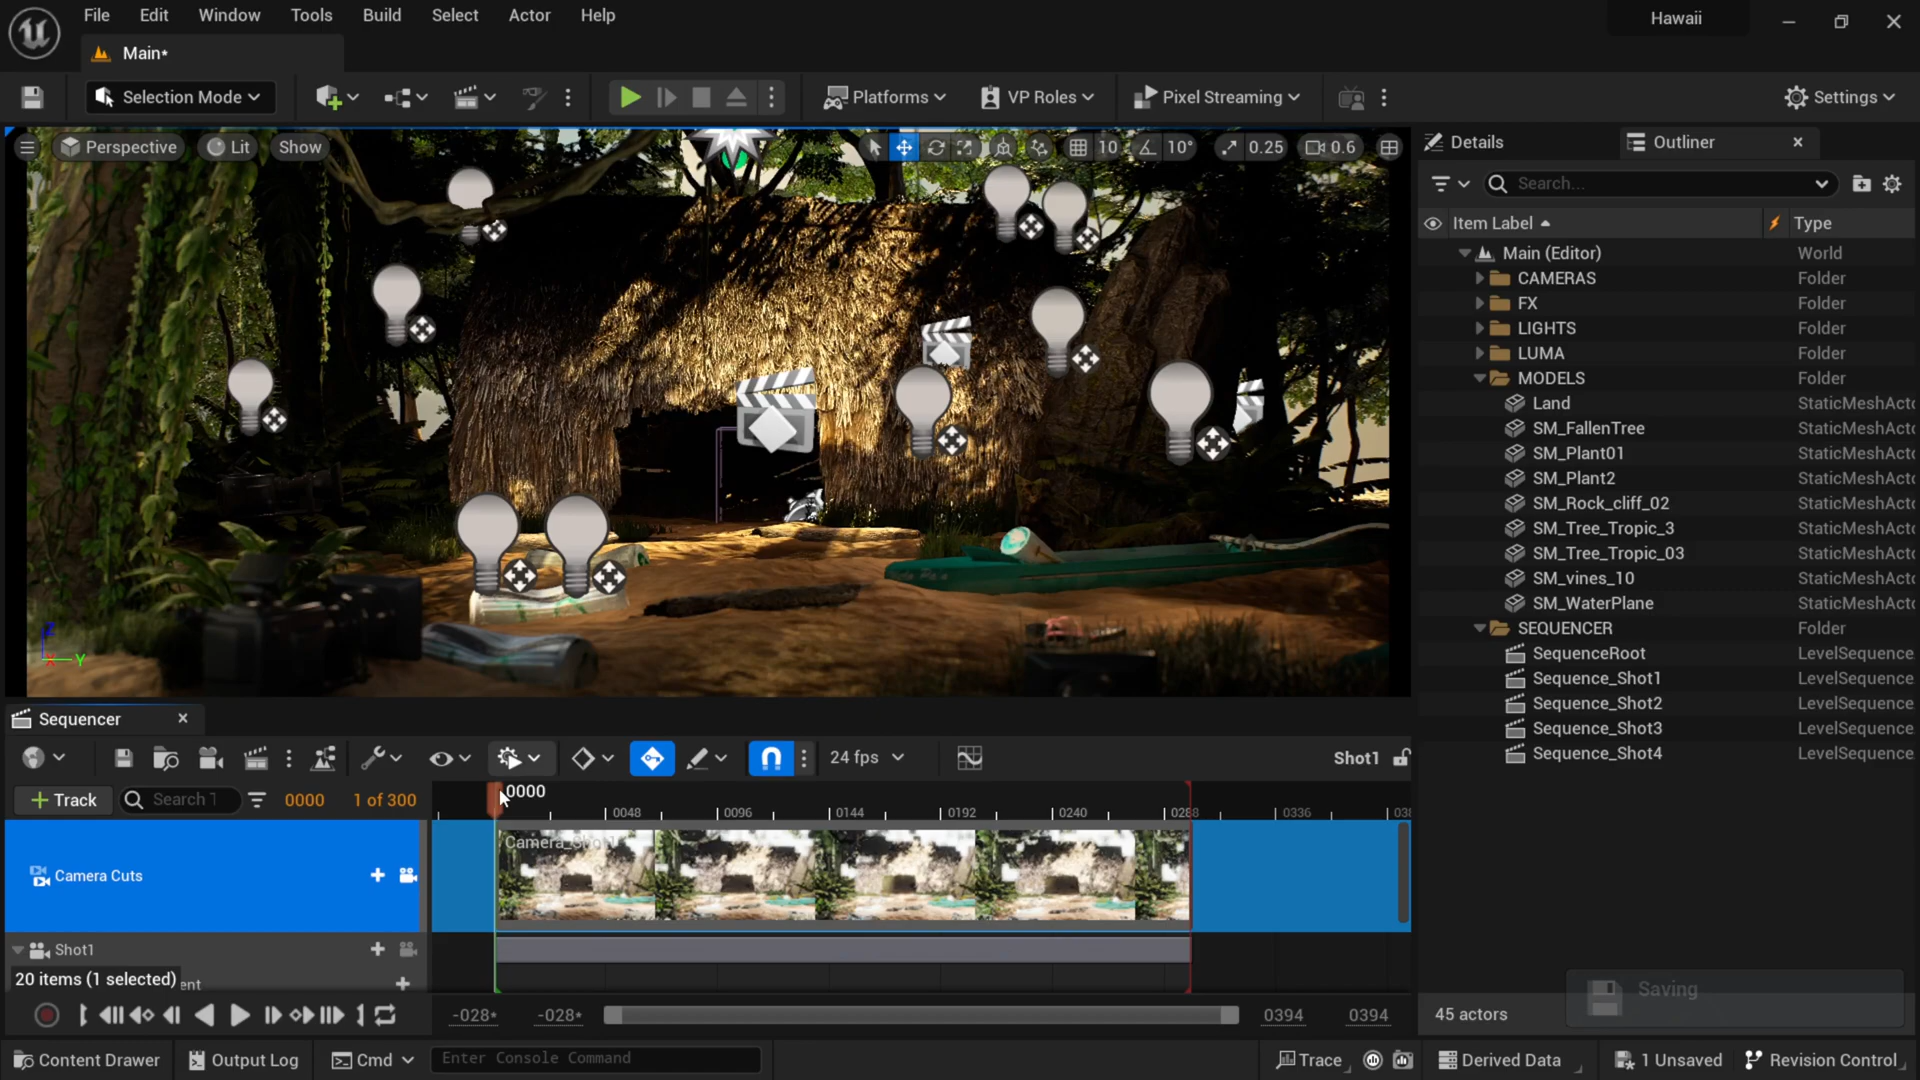 File Edit Window Tools Build Select Actor Help
Hawaii
Main*
Selection Mode
Platforms
VP Roles
Pixel Streaming
Settings
Perspective Lit Show
10 10° 0.25 0.6
Details
Outliner
Search...
Item Label Type
Main (Editor) World
CAMERAS Folder
FX Folder
LIGHTS Folder
LUMA Folder
MODELS Folder
Land StaticMeshActo
SM_FallenTree StaticMeshActo
SM_Plant01 StaticMeshActo
SM_Plant2 StaticMeshActo
SM_Rock_cliff_02 StaticMeshActo
SM_Tree_Tropic_3 StaticMeshActo
SM_Tree_Tropic_03 StaticMeshActo
SM_vines_10 StaticMeshActo
SM_WaterPlane StaticMeshActo
SEQUENCER Folder
SequenceRoot LevelSequence
Sequence_Shot1 LevelSequence
Sequence_Shot2 LevelSequence
Sequence_Shot3 LevelSequence
Sequence_Shot4 LevelSequence
45 actors
Saving
Sequencer
24 fps
Shot1
+ Track
Search T
0000 1 of 300
0000
0048 0096 0144 0192 0240 0288 0336
Camera Cuts
Shot1
20 items (1 selected) ent
-028* -028* 0394 0394
Content Drawer Output Log Cmd Enter Console Command
Trace Derived Data 1 Unsaved Revision Control